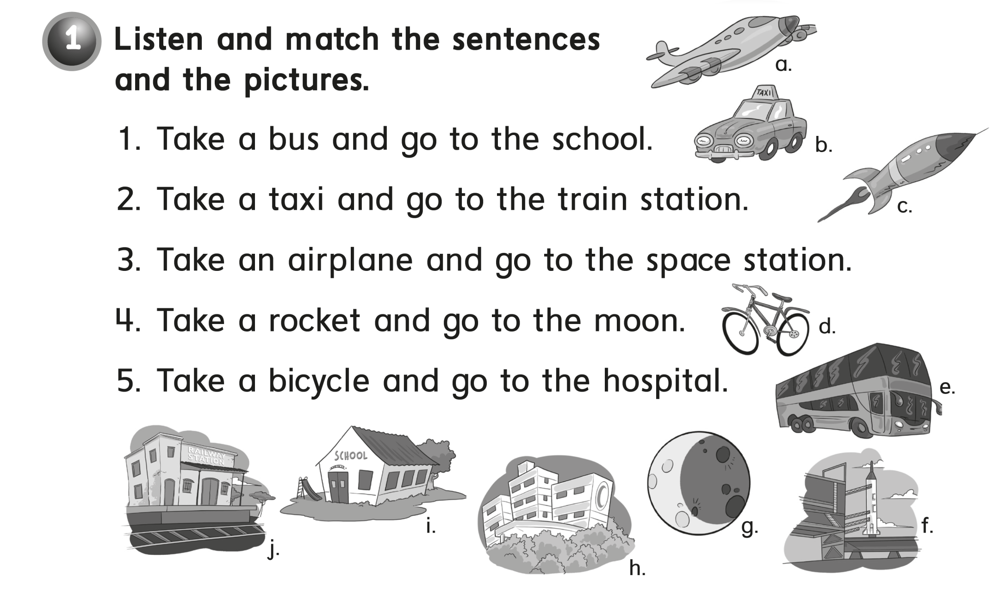 1 Listen and match the sentences
and the pictures.
a.
TAXI
b.
1. Take a bus and go to the school.
c.
2. Take a taxi and go to the train station.
3. Take an airplane and go to the space station.
4. Take a rocket and go to the moon.
d.
5. Take a bicycle and go to the hospital.
e.
RAILWAY
STATION
j.
SCHOOL
i.
h.
g.
f.